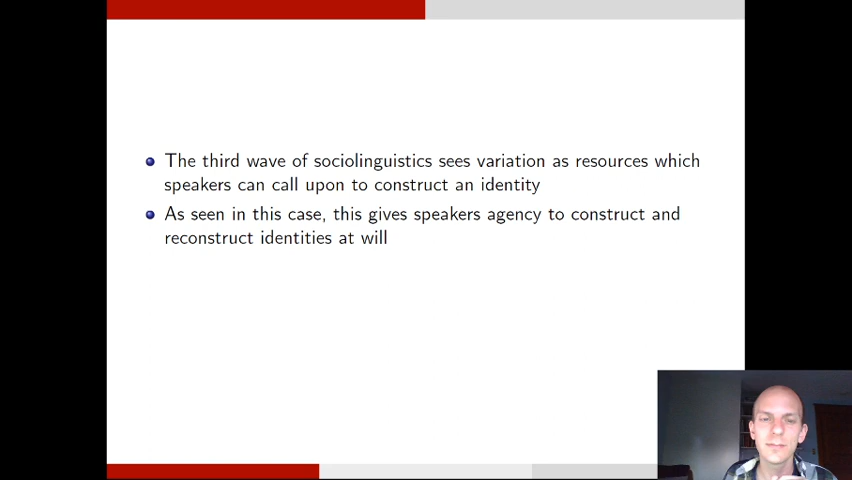 The third wave of sociolinguistics sees variation as resources which
speakers can call upon to construct an identity
As seen in this case, this gives speakers agency to construct and
reconstruct identities at will